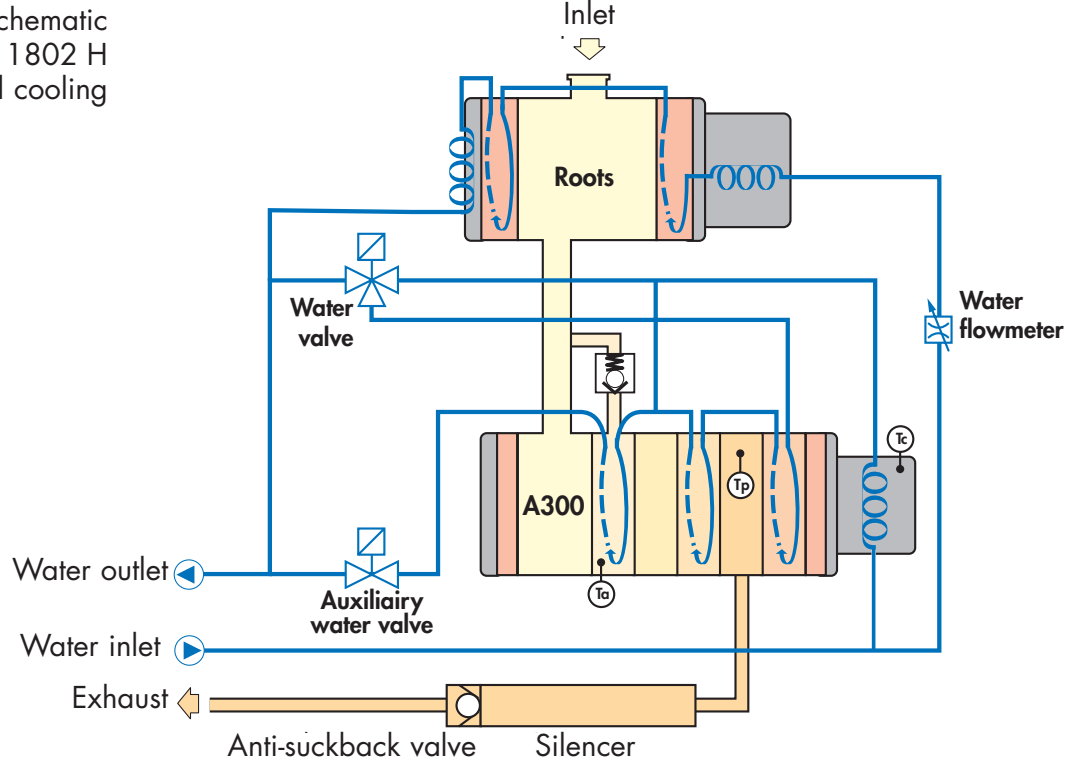 chematic
1802 H
cooling
Inlet
Roots
Water
valve
Water
flowmeter
Tc
Tp
A300
Ta
Water outlet
Auxiliairy
water valve
Water inlet
Exhaust
Anti-suckback valve
Silencer